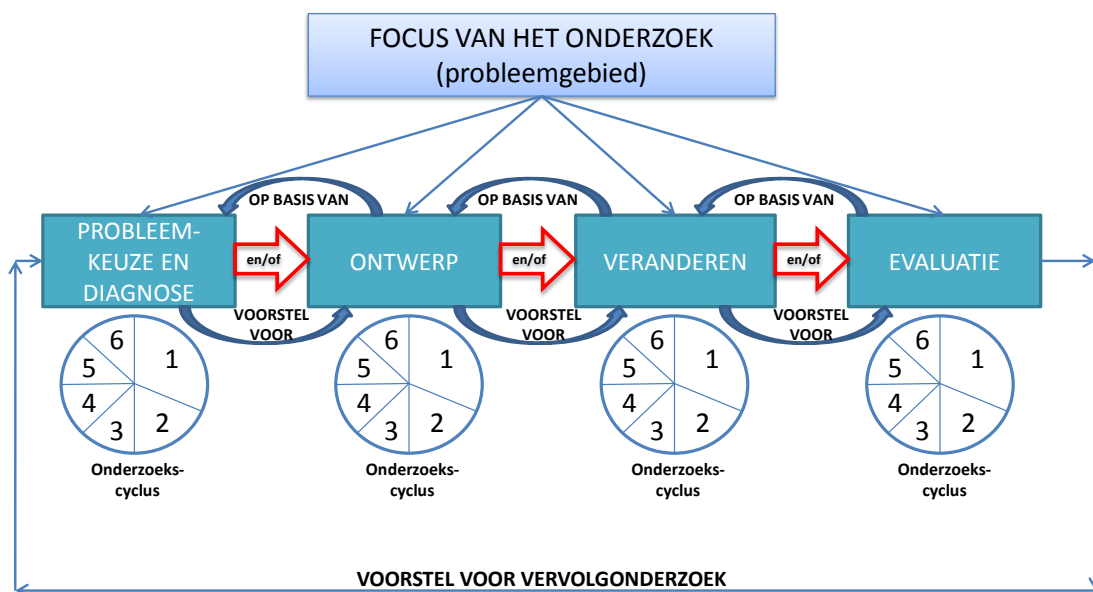 FOCUS VAN HET ONDERZOEK
(probleemgebied)
OP BASIS VAN
OP BASIS VAN
OP BASIS VAN
PROBLEEM-
KEUZE EN
DIAGNOSE
en/of
ONTWERP
en/of
VERANDEREN
en/of
EVALUATIE
VOORSTEL
VOOR
VOORSTEL
VOOR
VOORSTEL
VOOR
6 1
5
4
3 2
6 1
5
4
3 2
6 1
5
4
3 2
6 1
5
4
3 2
Onderzoeks-
cyclus
Onderzoeks-
cyclus
Onderzoeks-
cyclus
Onderzoeks-
cyclus
VOORSTEL VOOR VERVOLGONDERZOEK